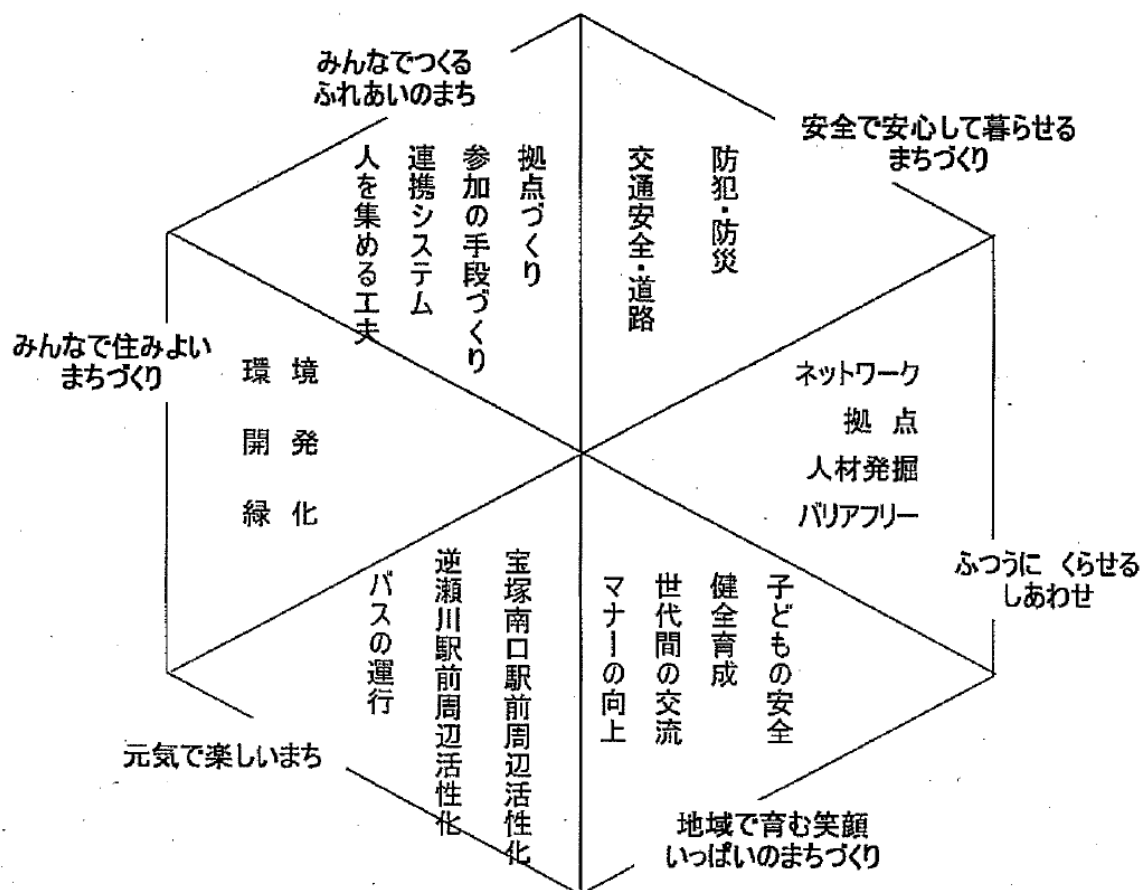 みんなでつくる
ふれあいのまち
拠点づくり
参加の手段づくり
連携システム
人を集める工夫
安全で安心して暮らせる
まちづくり
防犯・防災
交通安全・道路
ふつうに くらせる
しあわせ
ネットワーク
拠 点
人材発掘
バリアフリー
地域で育む笑顔
いっぱいのまちづくり
子どもの安全
健全育成
世代間の交流
マナーの向上
元気で楽しいまち
宝塚南口駅前周辺活性化
逆瀬川駅前周辺活性化
バスの運行
みんなで住みよい
まちづくり
環 境
開 発
緑 化